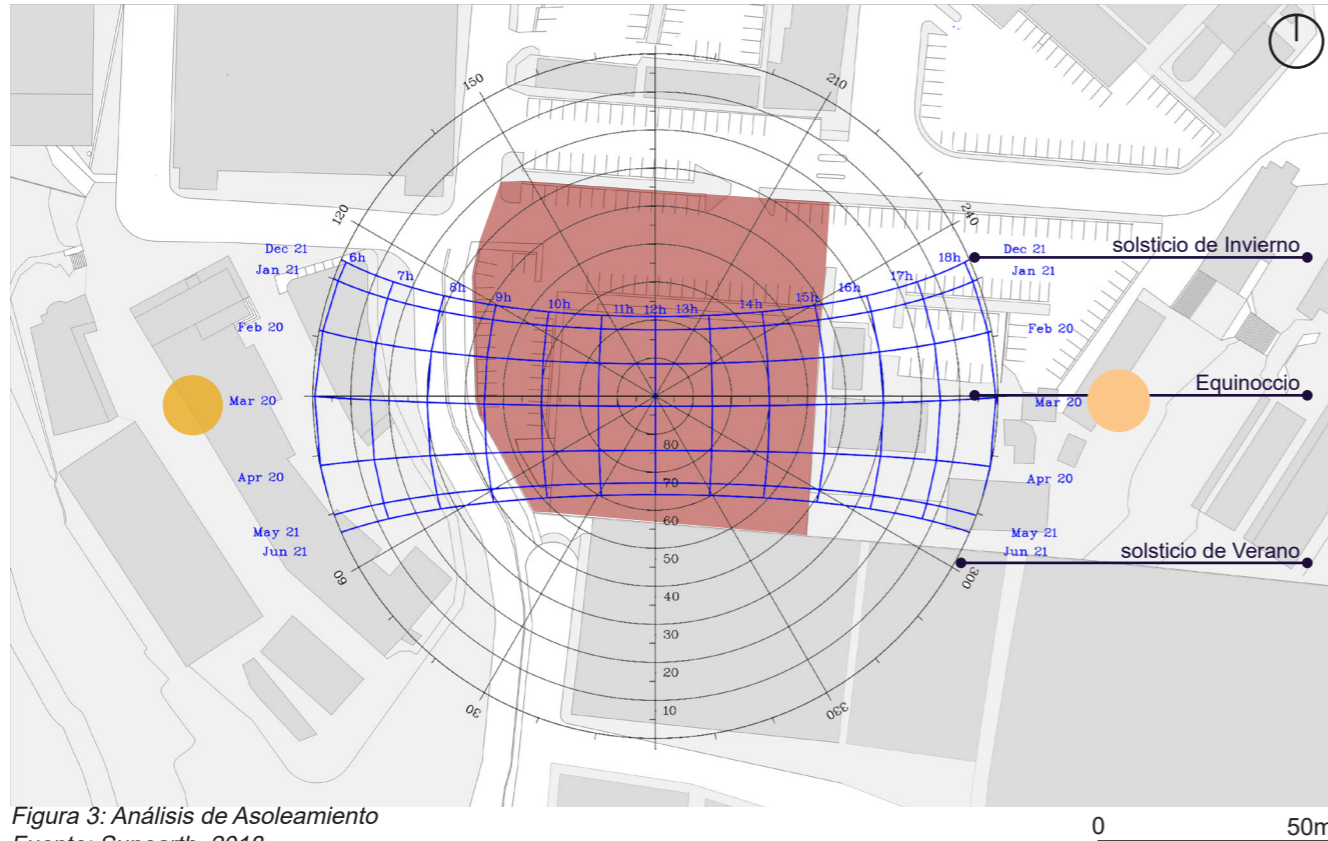 150
210
120
240
Dec 21
6h
18h
Dec 21
solsticio de Invierno
Jan 21
7h
17h
Jan 21
8h
16h
9h
10h
11h
12h
13h
14h
15h
Feb 20
Feb 20
Equinoccio
Mar 20
Mar 20
80
Apr 20
70
Apr 20
60
May 21
May 21
Jun 21
50
Jun 21
solsticio de Verano
60
40
300
30
20
30
10
330
Figura 3: Análisis de Asoleamiento
0
50m